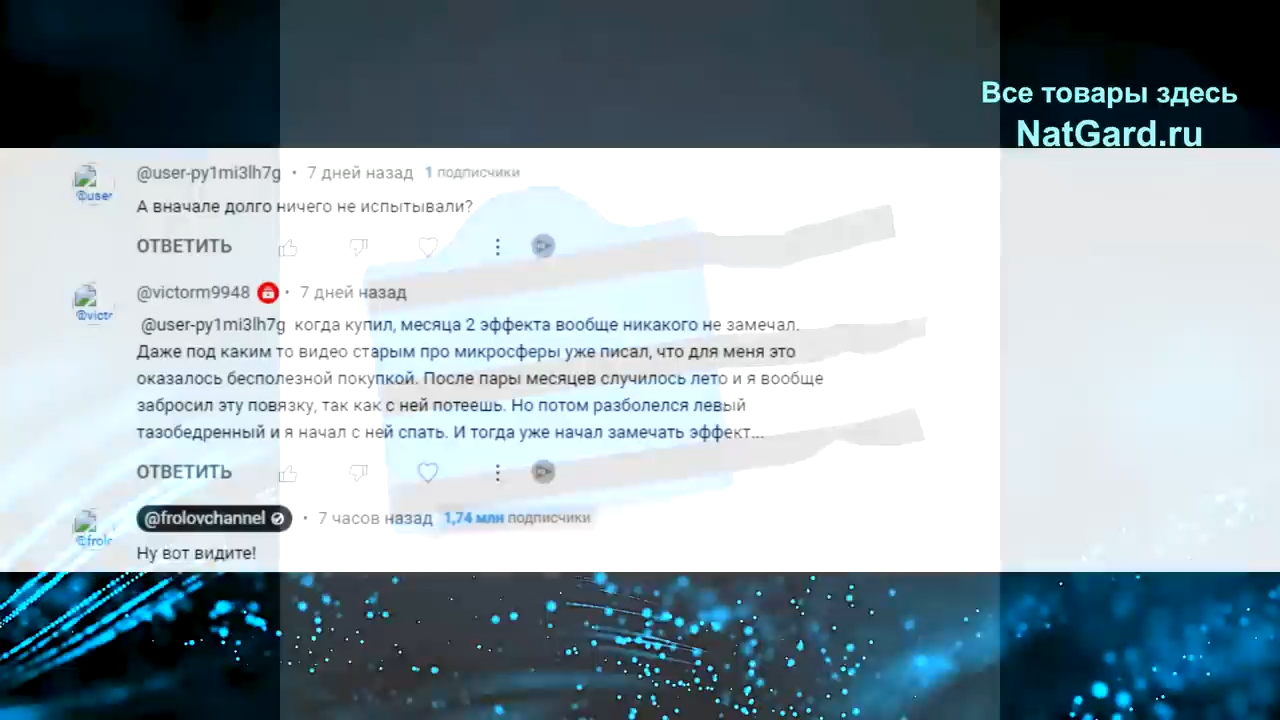 Все товары здесь
NatGard.ru
@user-py1mi3lh7g • 7 дней назад 1 подписчики
@user
А вначале долго ничего не испытывали?
ОТВЕТИТЬ
@victorm9948 • 7 дней назад
@victr
@user-py1mi3lh7g когда купил, месяца 2 эффекта вообще никакого не замечал.
Даже под каким то видео старым про микросферы уже писал, что для меня это
оказалось бесполезной покупкой. После пары месяцев случилось лето и я вообще
забросил эту повязку, так как с ней потеешь. Но потом разболелся левый
тазобедренный и я начал с ней спать. И тогда уже начал замечать эффект...
ОТВЕТИТЬ
@frolovchannel • 7 часов назад 1,74 млн подписчики
@frolc
Ну вот видите!